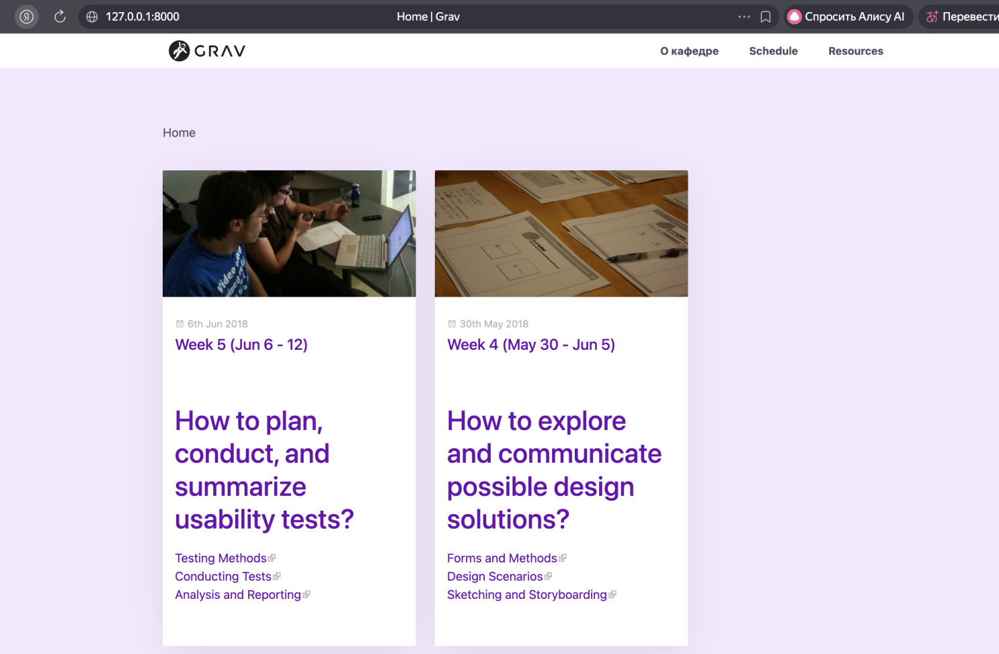 127.0.0.1:8000
Home | Grav
Спросить Алису AI
Перевести
GRAV
О кафедре
Schedule
Resources
Home
6th Jun 2018
Week 5 (Jun 6 - 12)
How to plan,
conduct, and
summarize
usability tests?
Testing Methods
Conducting Tests
Analysis and Reporting
30th May 2018
Week 4 (May 30 - Jun 5)
How to explore
and communicate
possible design
solutions?
Forms and Methods
Design Scenarios
Sketching and Storyboarding